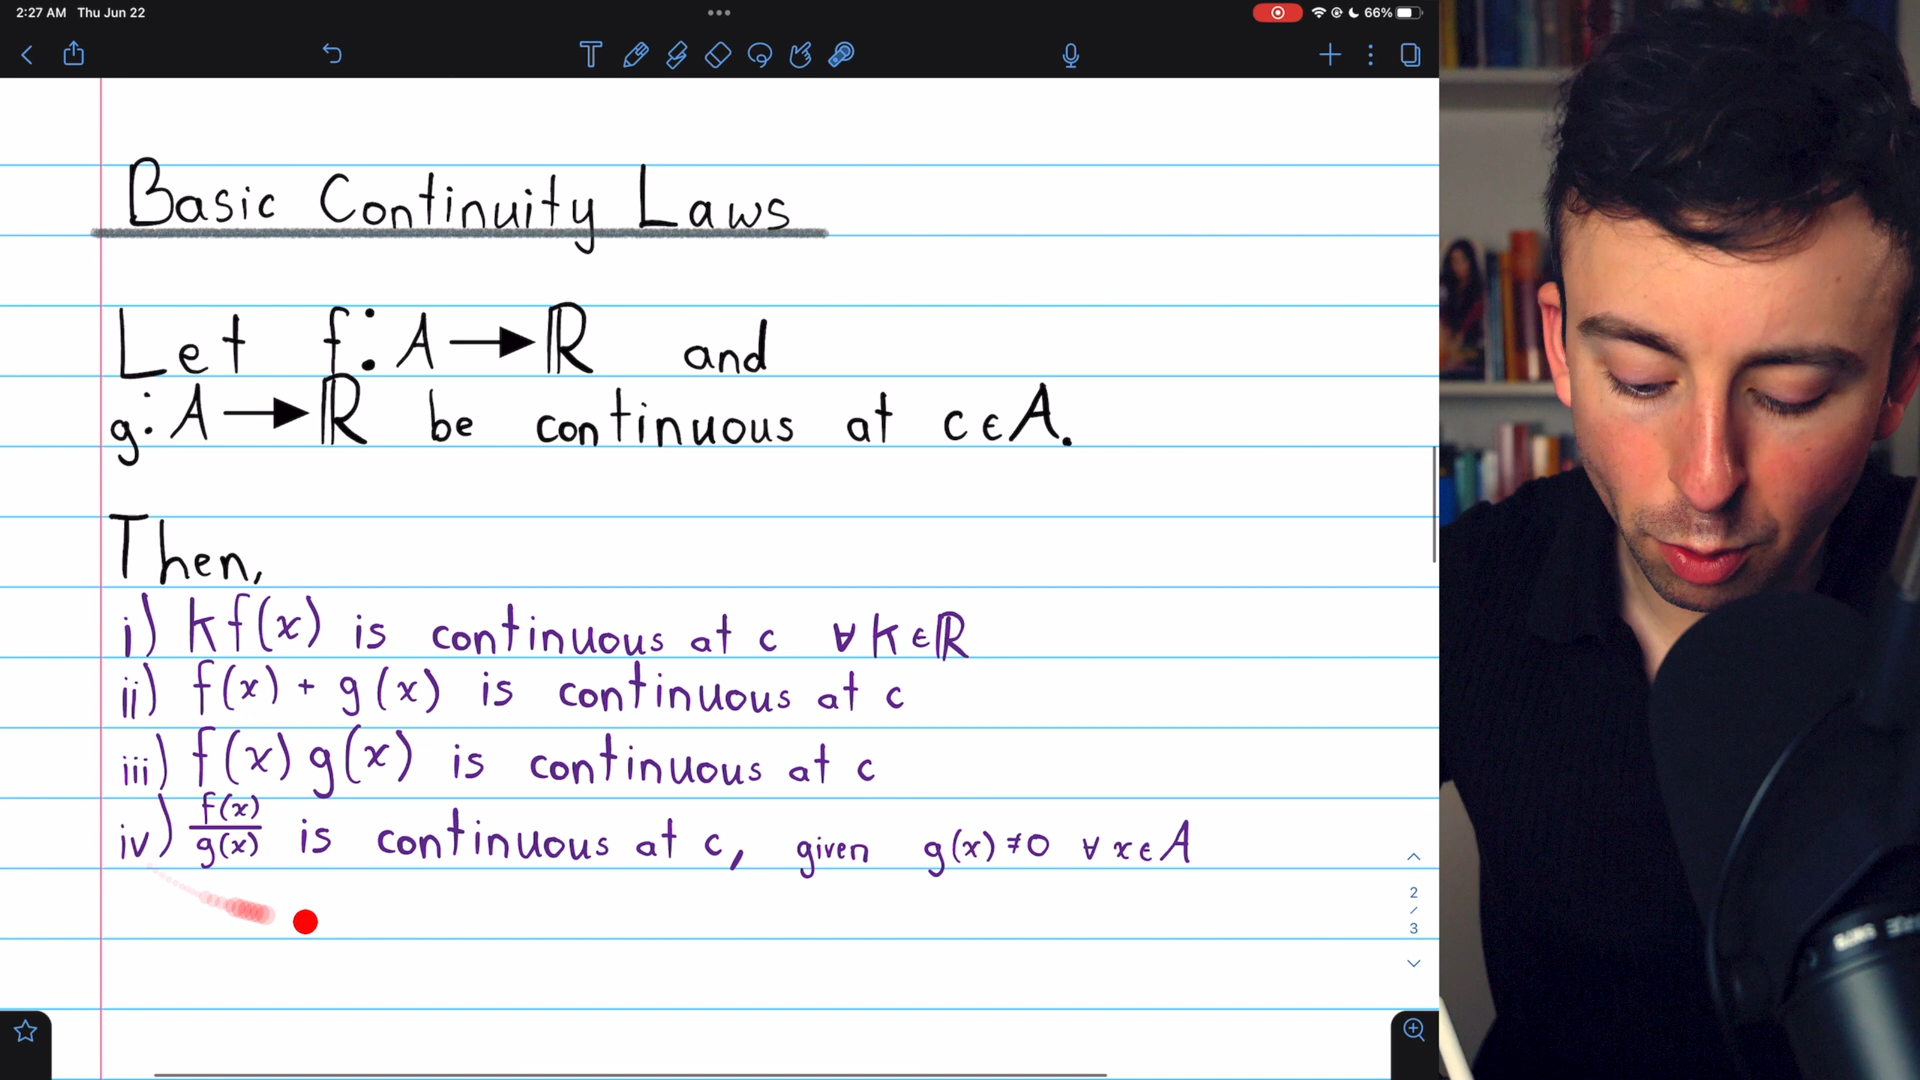 2:27 AM Thu Jun 22
66%
Basic Continuity Laws
Let f: A → ℝ and
g: A → ℝ be continuous at c ∈ A.
Then,
i) kf(x) is continuous at c ∀ k ∈ ℝ
ii) f(x) + g(x) is continuous at c
iii) f(x) g(x) is continuous at c
iv) f(x)/g(x) is continuous at c, given g(x) ≠ 0 ∀ x ∈ A
2
/
3